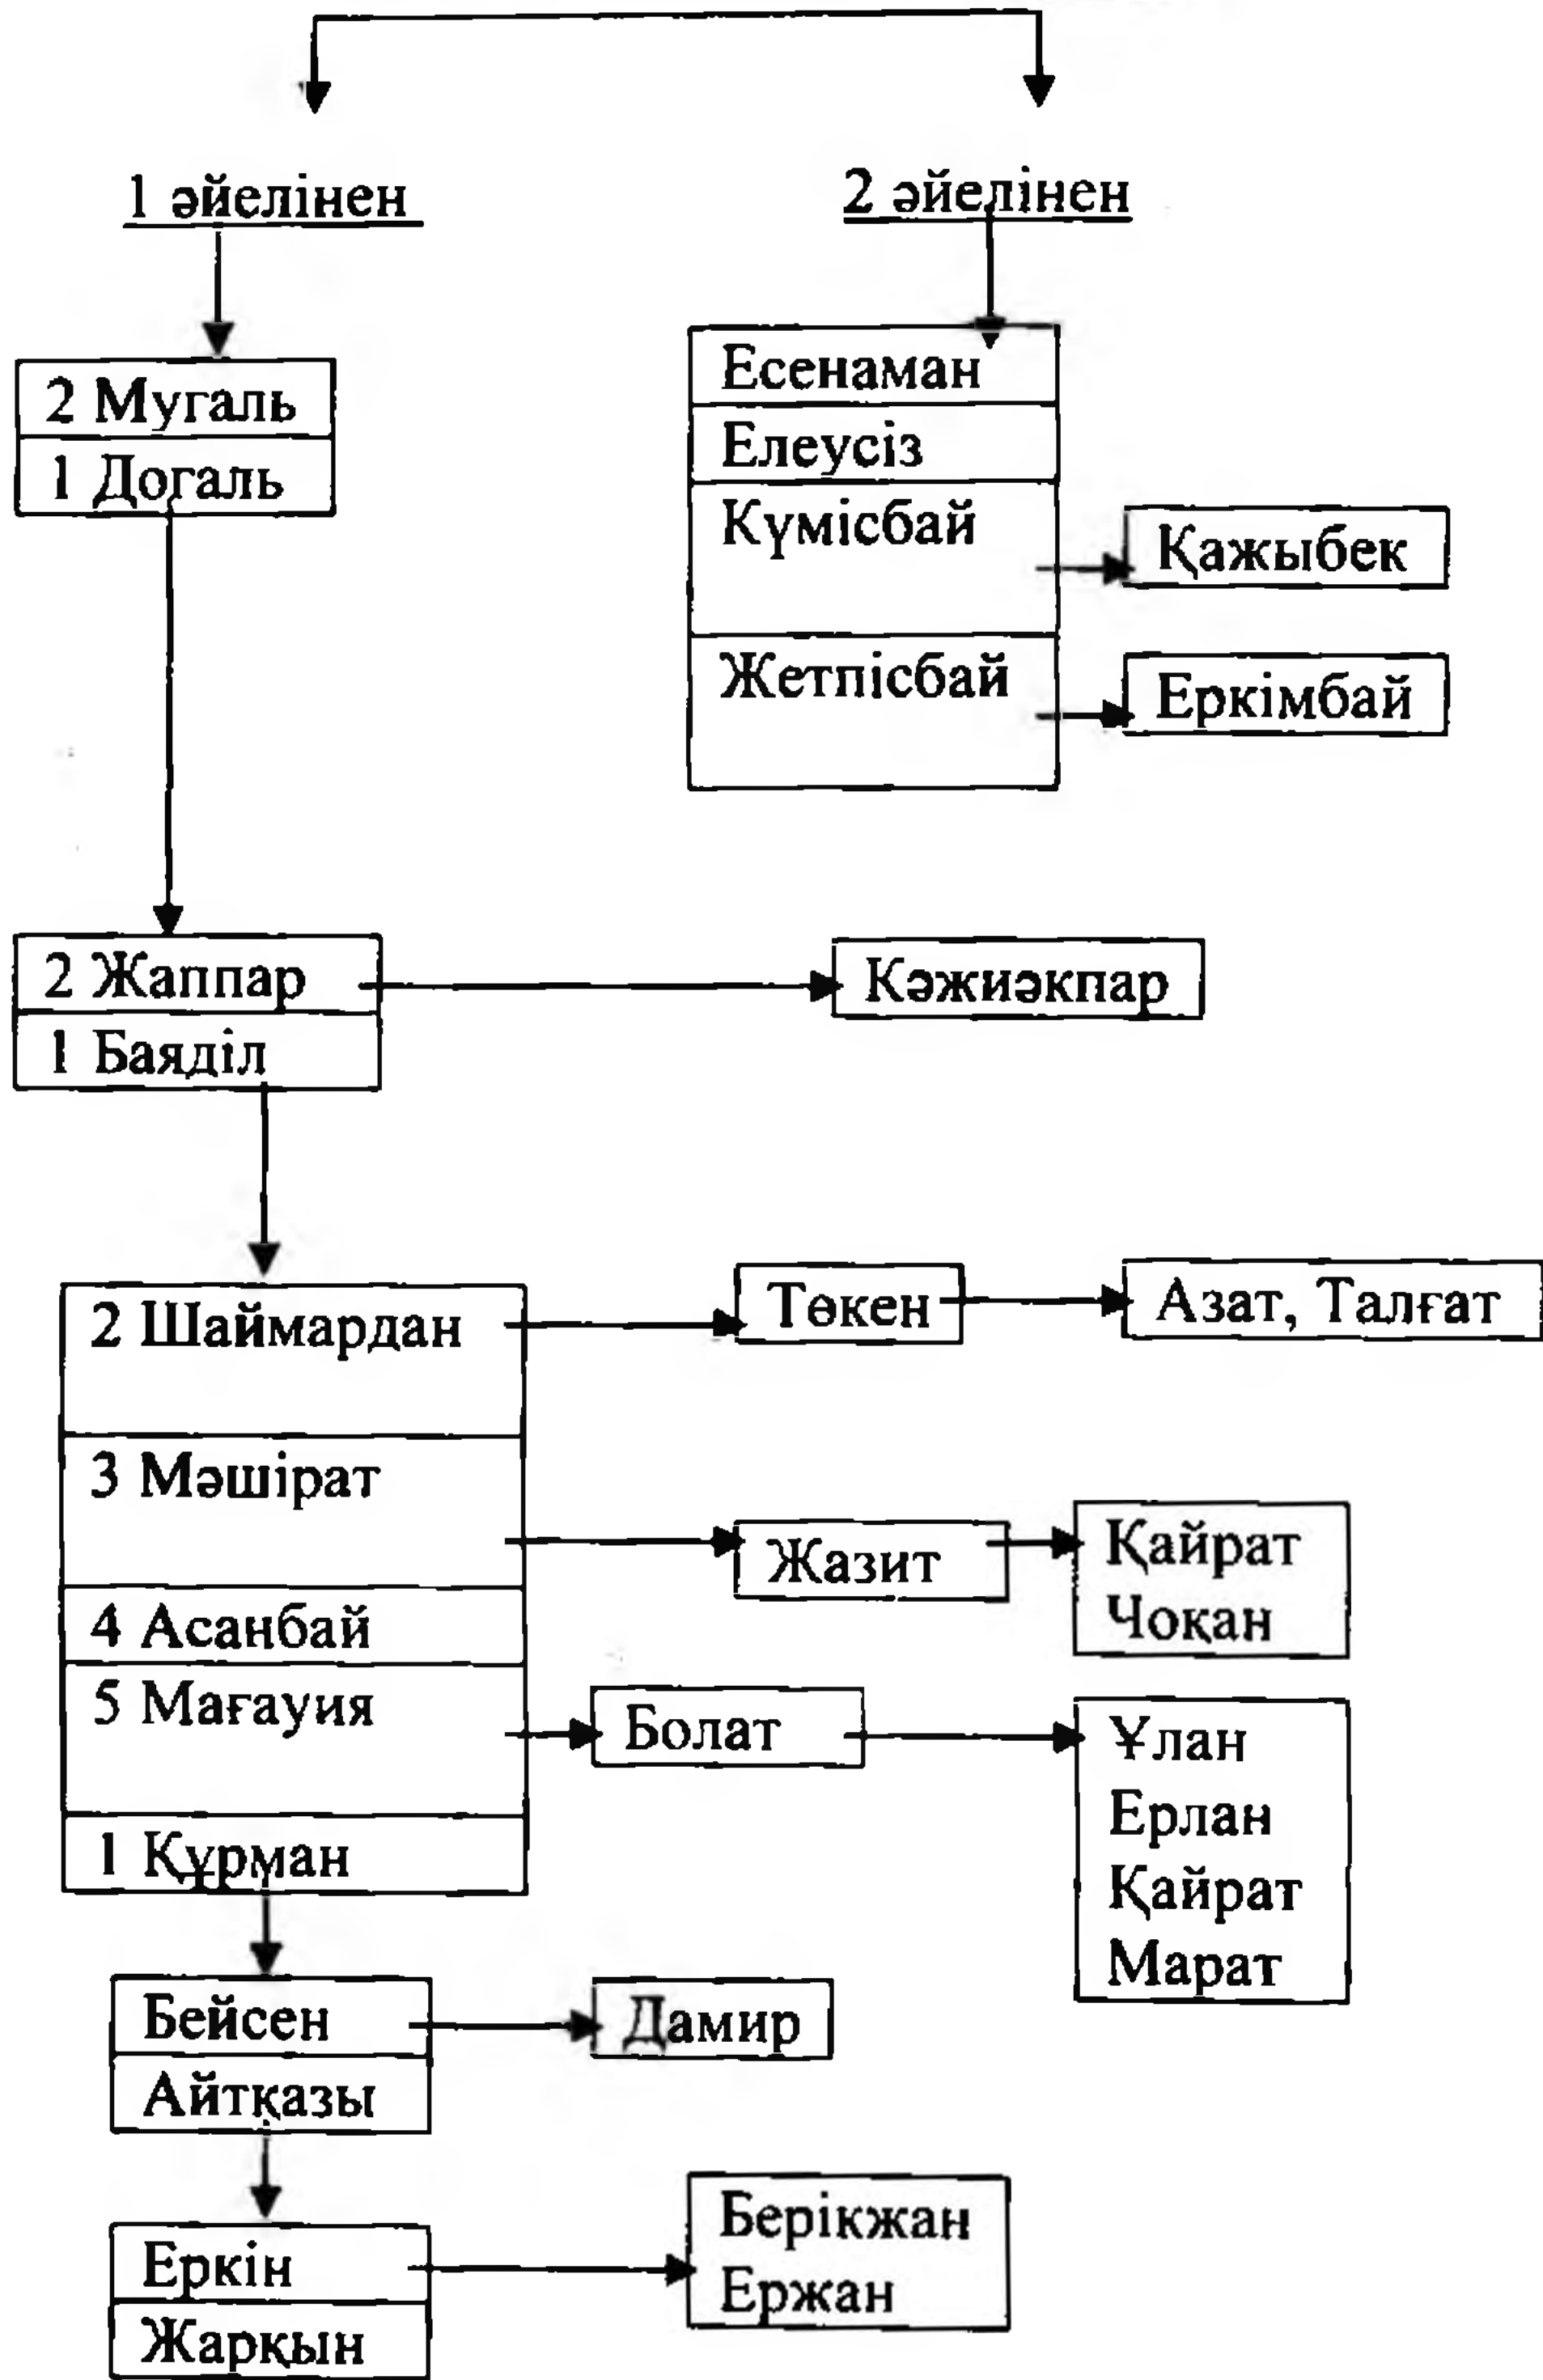 1 әйелінен
2 әйелінен
2 Мугаль
1 Догаль
Есенаман
Елеусіз
Күмісбай
Қажыбек
Жетпісбай
Еркімбай
2 Жаппар
Кәжиәкпар
1 Баяділ
2 Шаймардан
Төкен
Азат, Талғат
3 Мәшірат
Жазит
Қайрат
Чоқан
4 Асанбай
5 Мағауия
Болат
Ұлан
Ерлан
Қайрат
Марат
1 Құрман
Бейсен
Дамир
Айтқазы
Еркін
Берікжан
Ержан
Жарқын